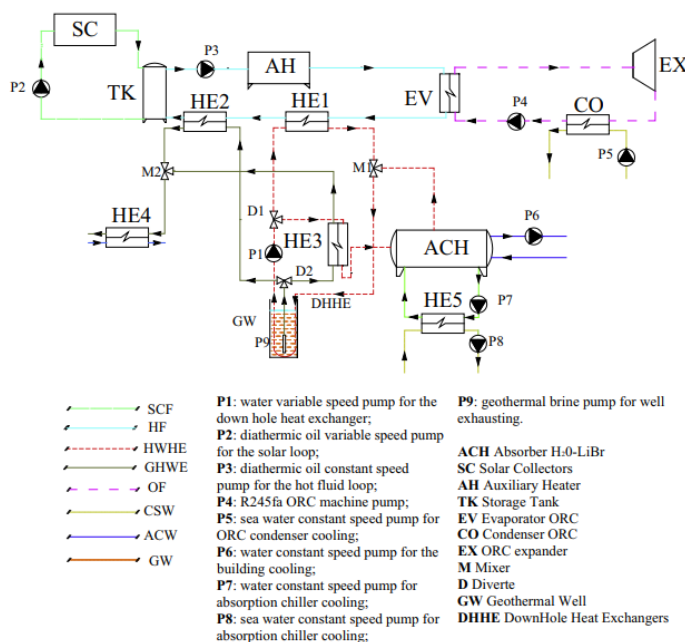 SC
P2
TK
P3
AH
EV
EX
P4
CO
P5
HE2
HE1
M2
M1
HE4
D1
HE3
P1
D2
DHHE
GW
P9
ACH
P6
HE5
P7
P8
SCF
HF
HWHE
GHWE
OF
CSW
ACW
GW
P1: water variable speed pump for the
down hole heat exchanger;
P2: diathermic oil variable speed pump
for the solar loop;
P3: diathermic oil constant speed
pump for the hot fluid loop;
P4: R245fa ORC machine pump;
P5: sea water constant speed pump for
ORC condenser cooling;
P6: water constant speed pump for the
building cooling;
P7: water constant speed pump for
absorption chiller cooling;
P8: sea water constant speed pump for
absorption chiller cooling;
P9: geothermal brine pump for well
exhausting.
ACH Absorber H₂0-LiBr
SC Solar Collectors
AH Auxiliary Heater
TK Storage Tank
EV Evaporator ORC
CO Condenser ORC
EX ORC expander
M Mixer
D Diverte
GW Geothermal Well
DHHE DownHole Heat Exchangers